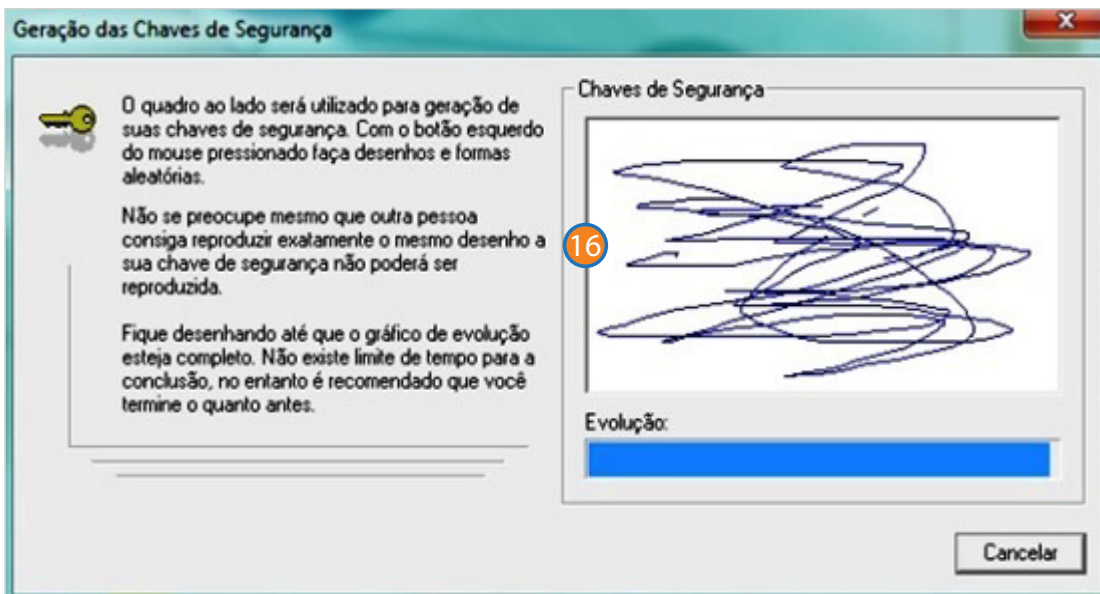 Geração das Chaves de Segurança
X
O quadro ao lado será utilizado para geração de
suas chaves de segurança. Com o botão esquerdo
do mouse pressionado faça desenhos e formas
aleatórias.
Não se preocupe mesmo que outra pessoa
consiga reproduzir exatamente o mesmo desenho a
sua chave de segurança não poderá ser
reproduzida.
Fique desenhando até que o gráfico de evolução
esteja completo. Não existe limite de tempo para a
conclusão, no entanto é recomendado que você
termine o quanto antes.
Chaves de Segurança
16
Evolução:
Cancelar